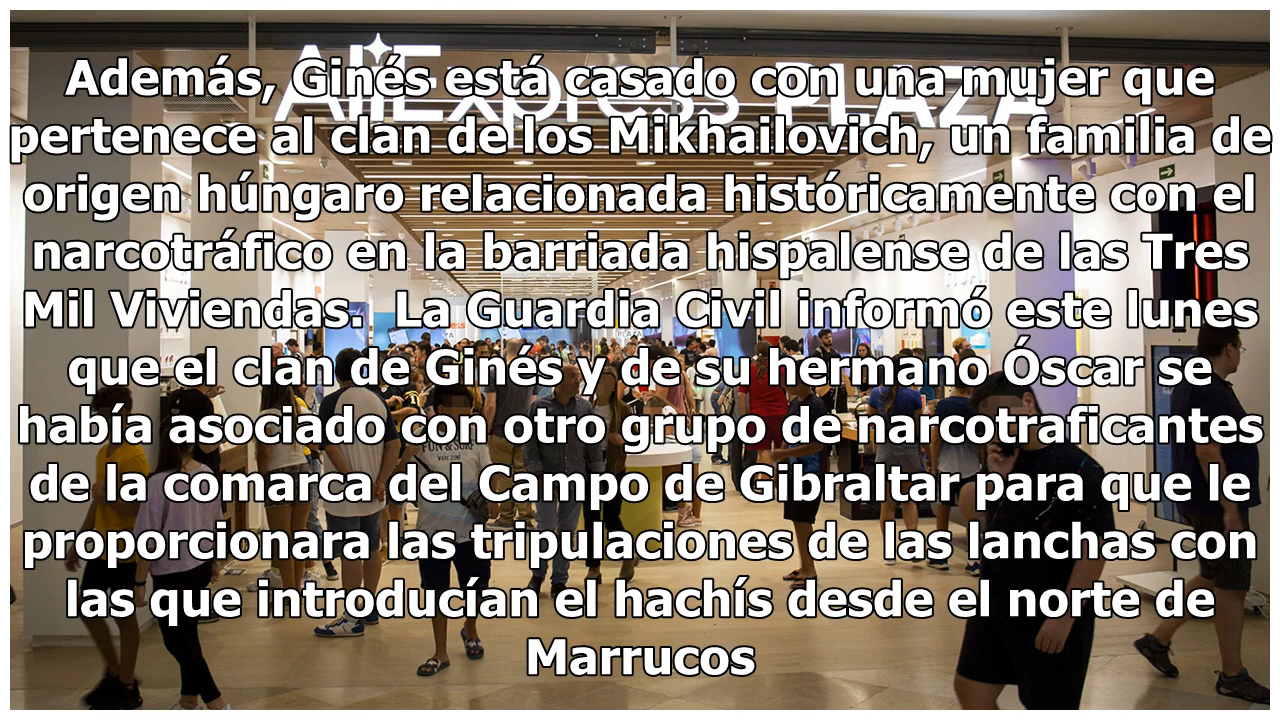 AliExpress PLAZA
Además, Ginés está casado con una mujer que
pertenece al clan de los Mikhailovich, un familia de
origen húngaro relacionada históricamente con el
narcotráfico en la barriada hispalense de las Tres
Mil Viviendas.  La Guardia Civil informó este lunes
que el clan de Ginés y de su hermano Óscar se
había asociado con otro grupo de narcotraficantes
de la comarca del Campo de Gibraltar para que le
proporcionara las tripulaciones de las lanchas con
las que introducían el hachís desde el norte de
Marrucos